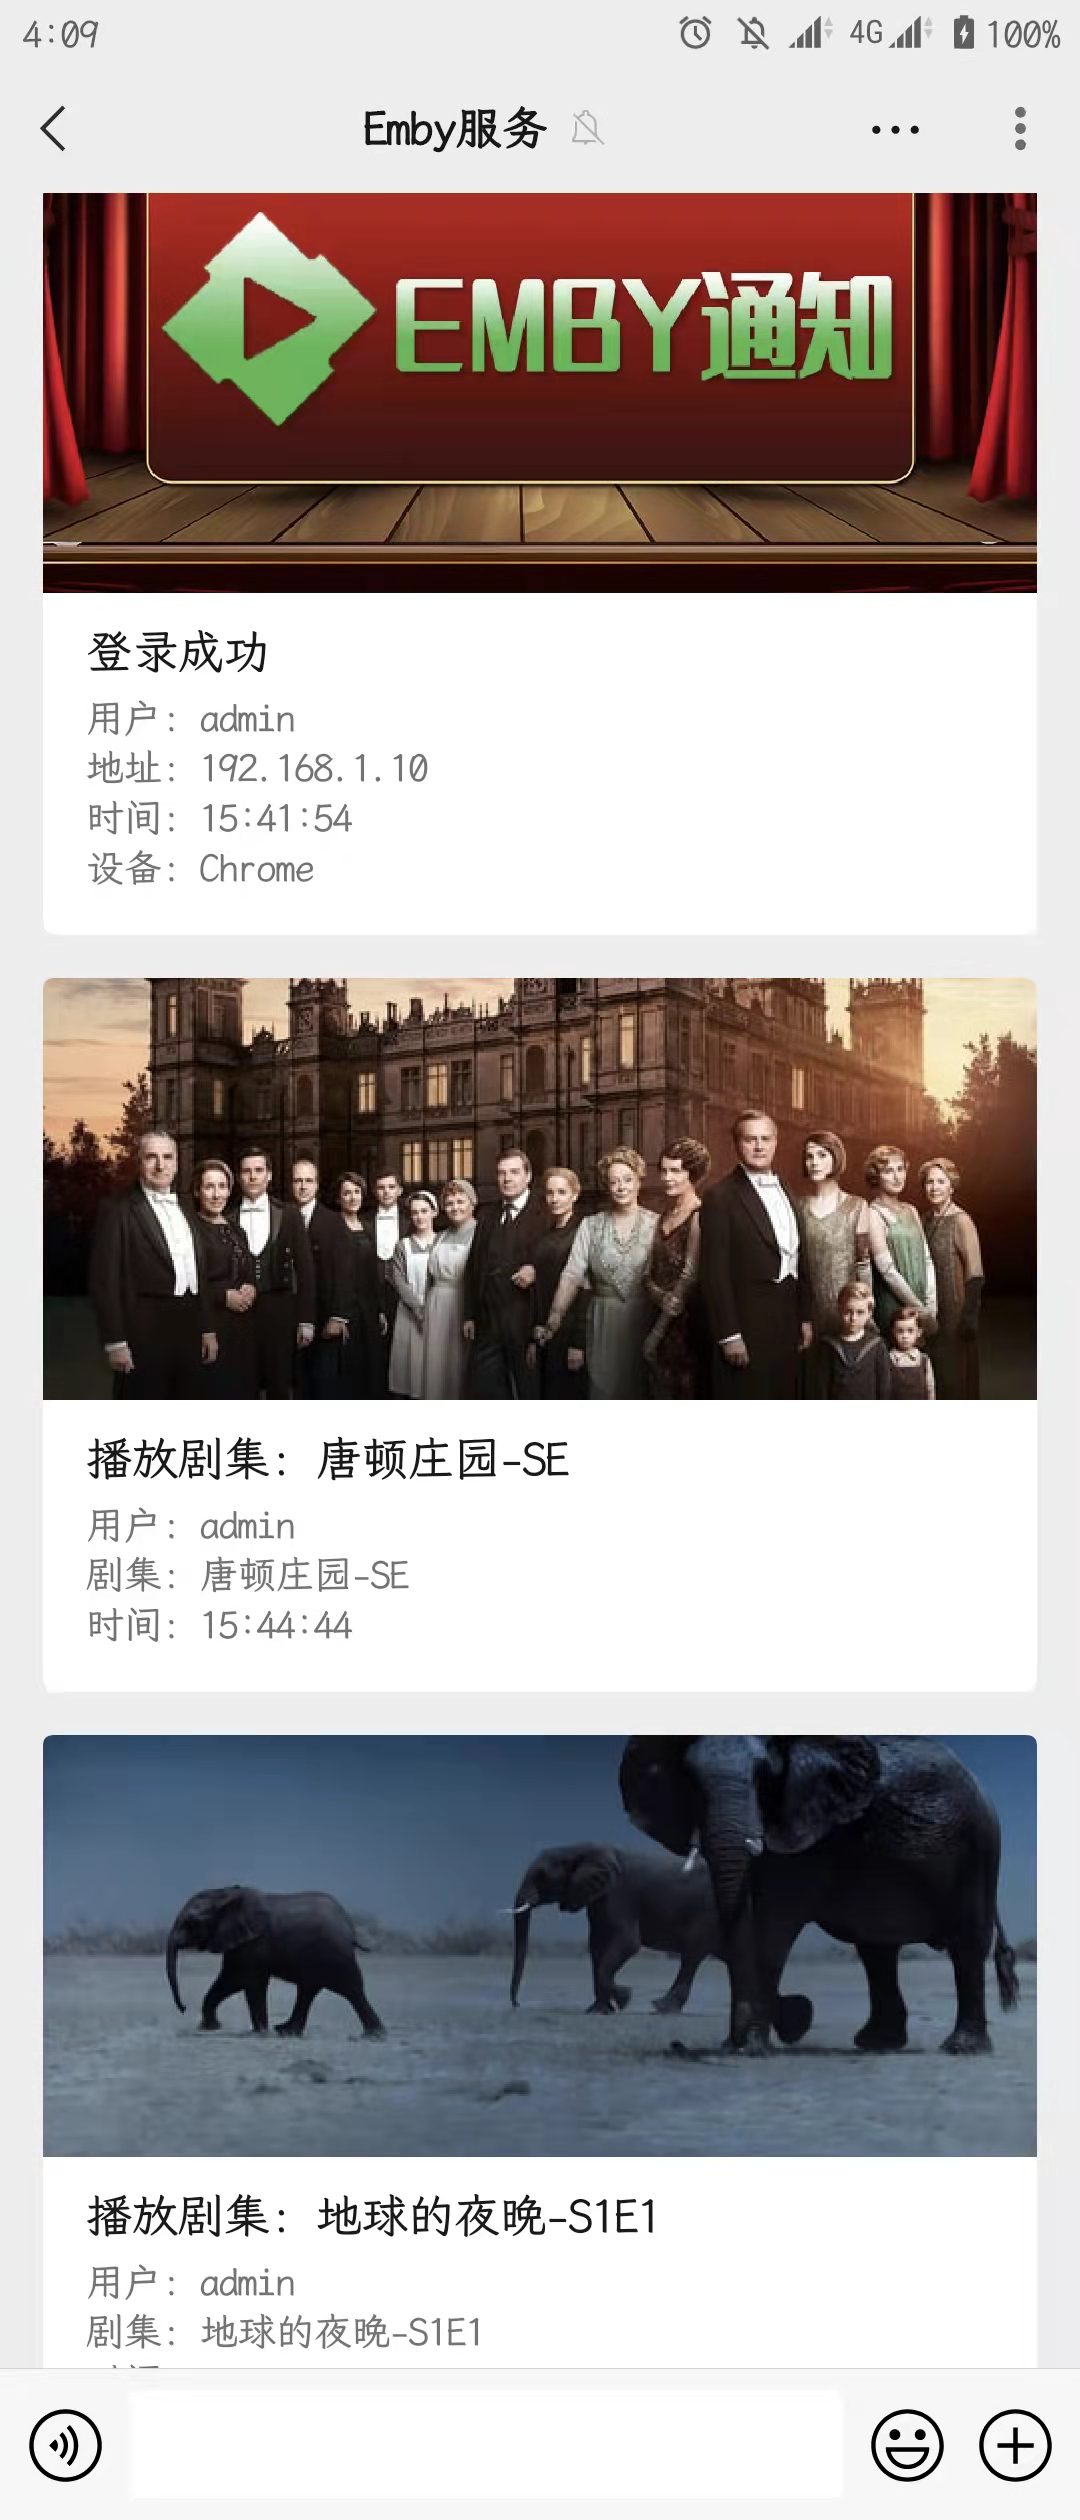 4:09
4G
100%
Emby服务
EMBY通知
登录成功
用户：admin
地址：192.168.1.10
时间：15:41:54
设备：Chrome
播放剧集：唐顿庄园-SE
用户：admin
剧集：唐顿庄园-SE
时间：15:44:44
播放剧集：地球的夜晚-S1E1
用户：admin
剧集：地球的夜晚-S1E1